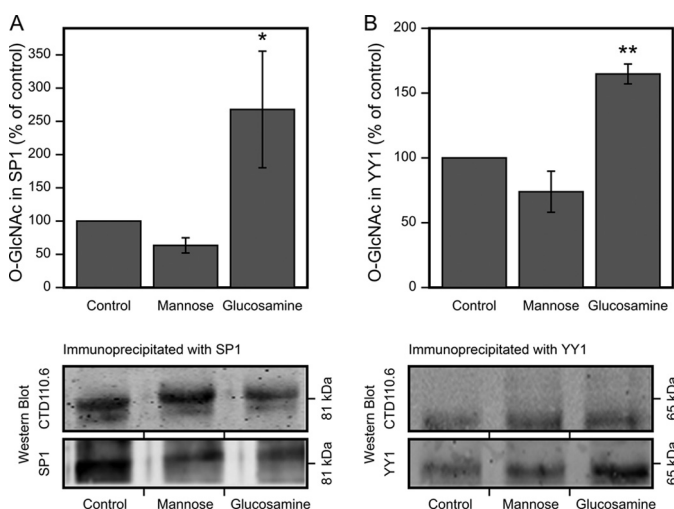 A
O-GlcNAc in SP1 (% of control)
350
300
250
200
150
100
50
0
*
Control Mannose Glucosamine
Immunoprecipitated with SP1
Western Blot
CTD110.6
81 kDa
SP1
81 kDa
Control Mannose Glucosamine
B
O-GlcNAc in YY1 (% of control)
200
150
100
50
0
**
Control Mannose Glucosamine
Immunoprecipitated with YY1
Western Blot
CTD110.6
65 kDa
YY1
65 kDa
Control Mannose Glucosamine